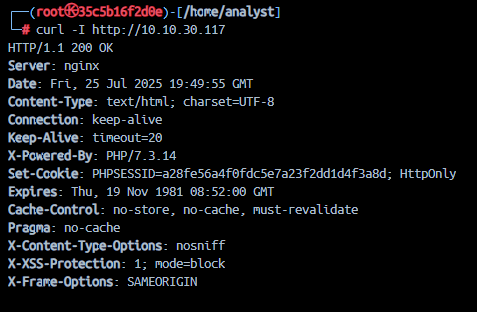 ┌──(root㉿35c5b16f2d0e)-[/home/analyst]
└─# curl -I http://10.10.30.117
HTTP/1.1 200 OK
Server: nginx
Date: Fri, 25 Jul 2025 19:49:55 GMT
Content-Type: text/html; charset=UTF-8
Connection: keep-alive
Keep-Alive: timeout=20
X-Powered-By: PHP/7.3.14
Set-Cookie: PHPSESSID=a28fe56a4f0fdc5e7a23f2dd1d4f3a8d; HttpOnly
Expires: Thu, 19 Nov 1981 08:52:00 GMT
Cache-Control: no-store, no-cache, must-revalidate
Pragma: no-cache
X-Content-Type-Options: nosniff
X-XSS-Protection: 1; mode=block
X-Frame-Options: SAMEORIGIN